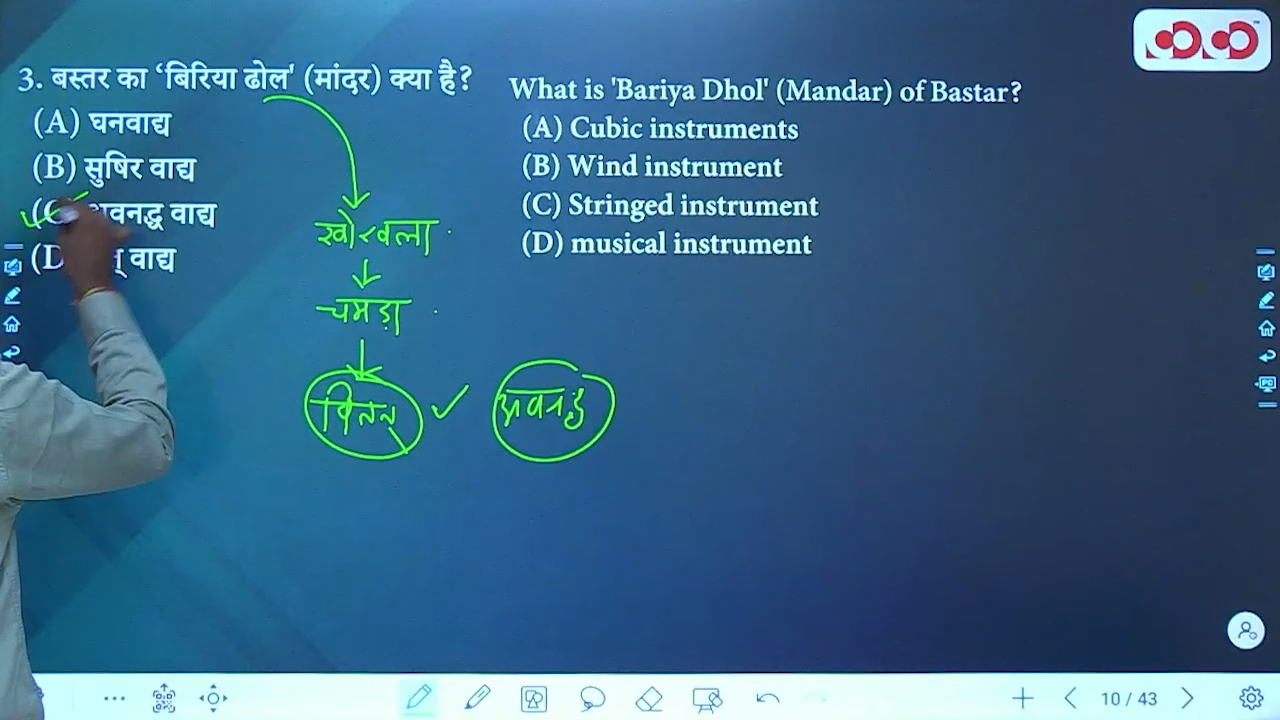 3. बस्तर का ‘बिरिया ढोल' (मांदर) क्या है?
(A) घनवाद्य
(B) सुषिर वाद्य
वाद्य
(D वाद्य
What is 'Bariya Dhol' (Mandar) of Bastar?
(A) Cubic instruments
(B) Wind instrument
(C) Stringed instrument
(D) musical instrument
खोखला
चमड़ा
वितत्
अवनद्ध
10 / 43